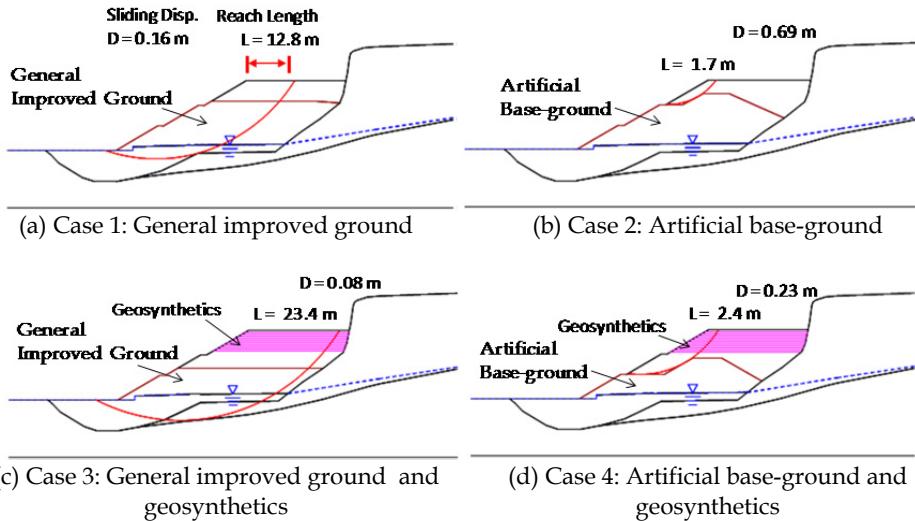 Sliding Disp. Reach Length
D = 0.16 m L = 12.8 m
General
Improved Ground
(a) Case 1: General improved ground
D = 0.69 m
L = 1.7 m
Artificial
Base-ground
(b) Case 2: Artificial base-ground
D = 0.08 m
Geosynthetics L = 23.4 m
General
Improved Ground
(c) Case 3: General improved ground and
geosynthetics
D = 0.23 m
L = 2.4 m
Geosynthetics
Artificial
Base-ground
(d) Case 4: Artificial base-ground and
geosynthetics